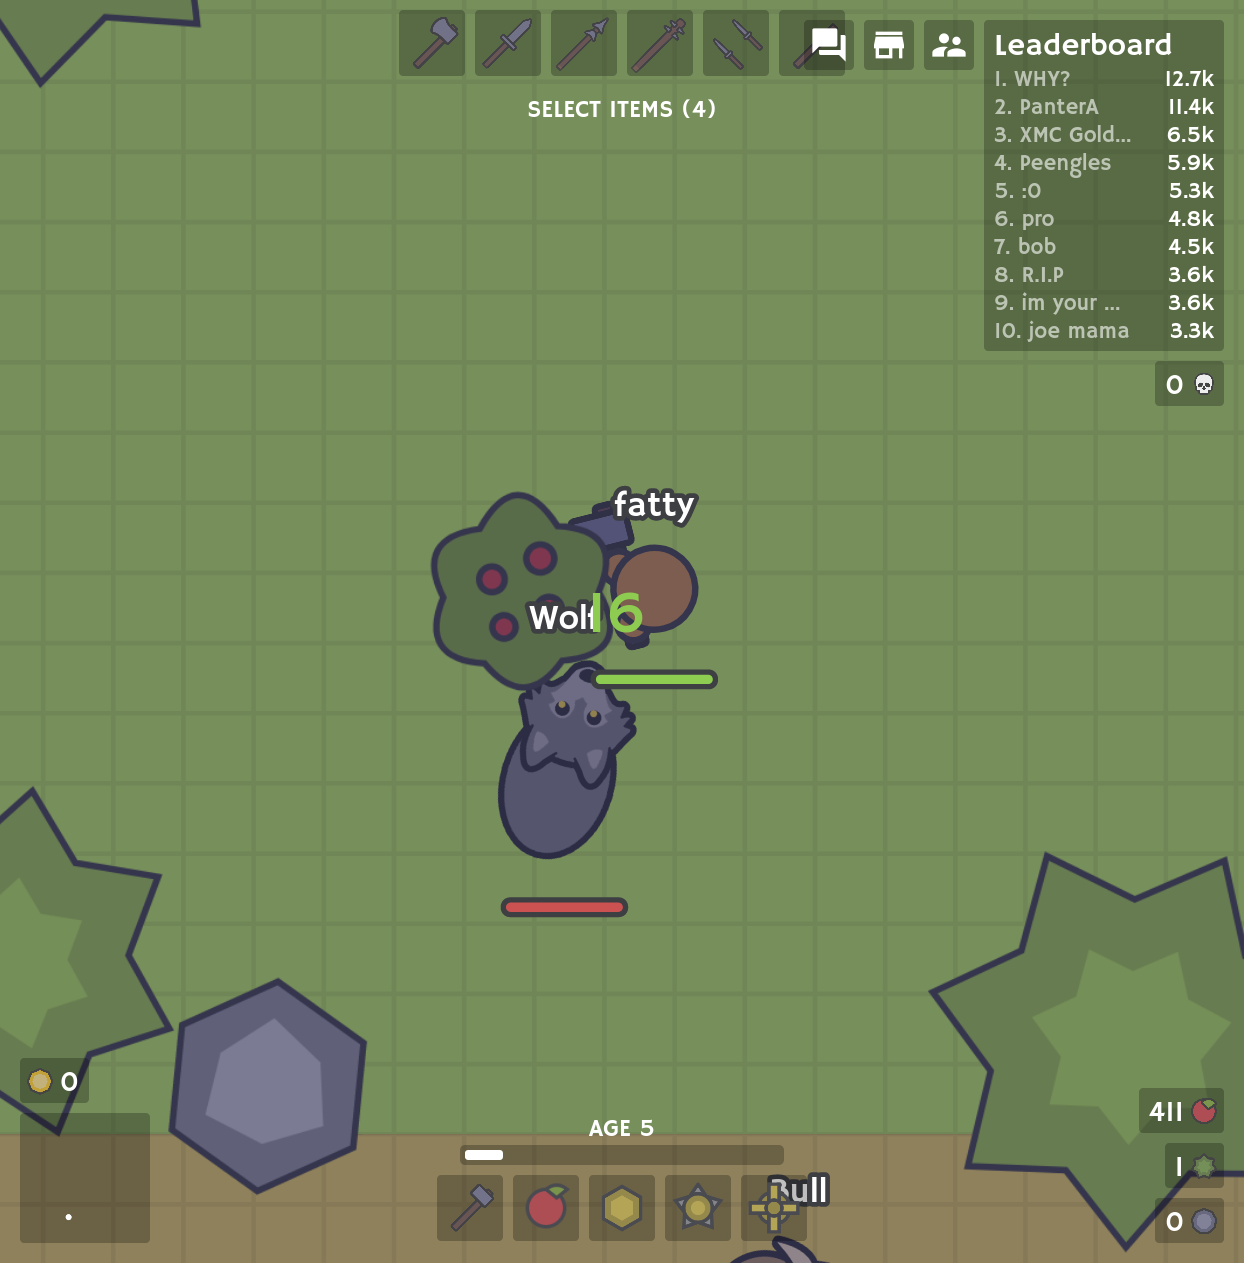 SELECT ITEMS (4)
Leaderboard
1. WHY? 12.7k
2. PanterA 11.4k
3. XMC Gold... 6.5k
4. Peengles 5.9k
5. :0 5.3k
6. pro 4.8k
7. bob 4.5k
8. R.I.P 3.6k
9. im your ... 3.6k
10. joe mama 3.3k
0
fatty
Wolf
16
0
411
AGE 5
1
Bull
0